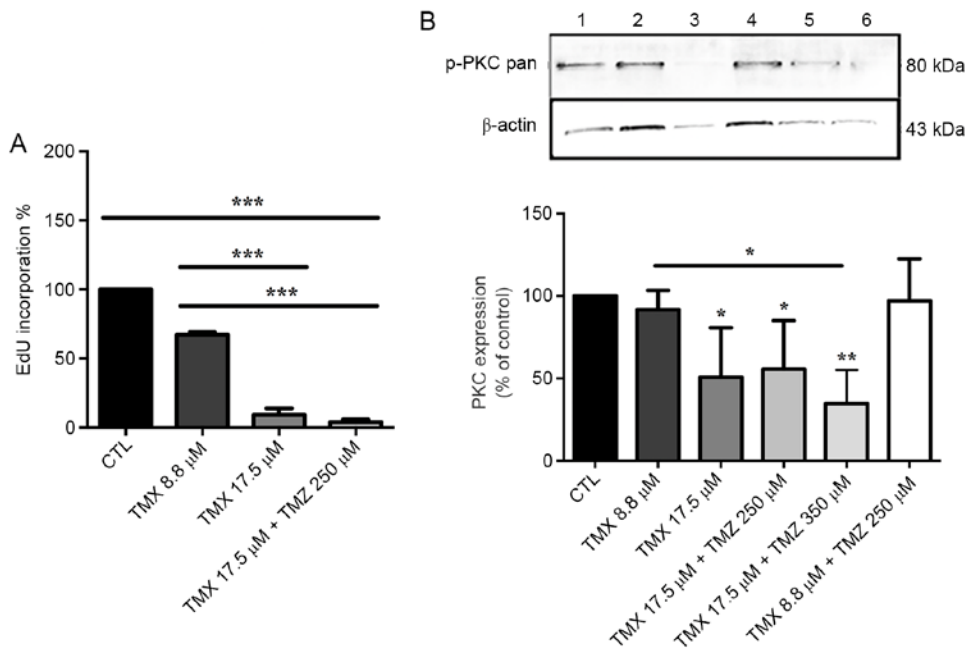 A
200
150
100
50
0
EdU incorporation %
***
***
***
CTL
TMX 8.8 μM
TMX 17.5 μM
TMX 17.5 μM + TMZ 250 μM
B
1 2 3 4 5 6
p-PKC pan
80 kDa
β-actin
43 kDa
150
100
50
0
PKC expression
(% of control)
*
*
*
**
CTL
TMX 8.8 μM
TMX 17.5 μM
TMX 17.5 μM + TMZ 250 μM
TMX 17.5 μM + TMZ 350 μM
TMX 8.8 μM + TMZ 250 μM